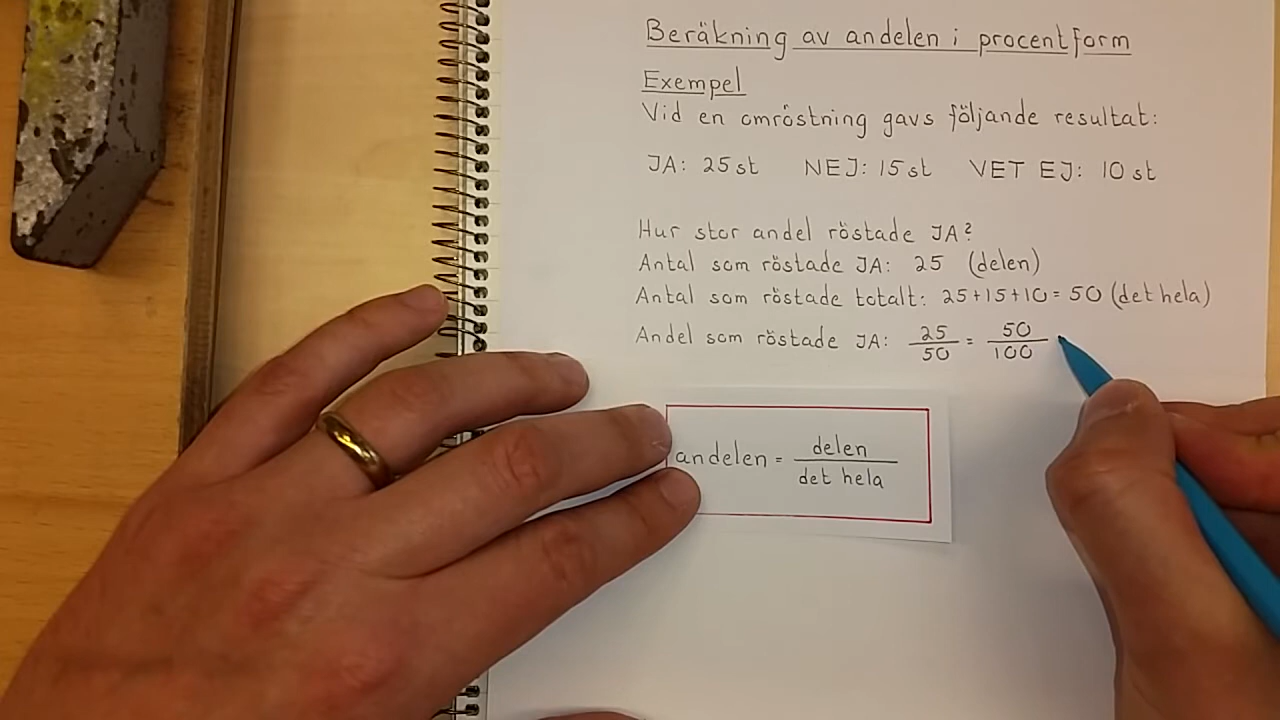 Beräkning av andelen i procentform
Exempel
Vid en omröstning gavs följande resultat:
JA: 25 st NEJ: 15 st VET EJ: 10 st
Hur stor andel röstade JA?
Antal som röstade JA: 25 (delen)
Antal som röstade totalt: 25+15+10=50 (det hela)
Andel som röstade JA: 25/50 = 50/100
andelen = delen/det hela